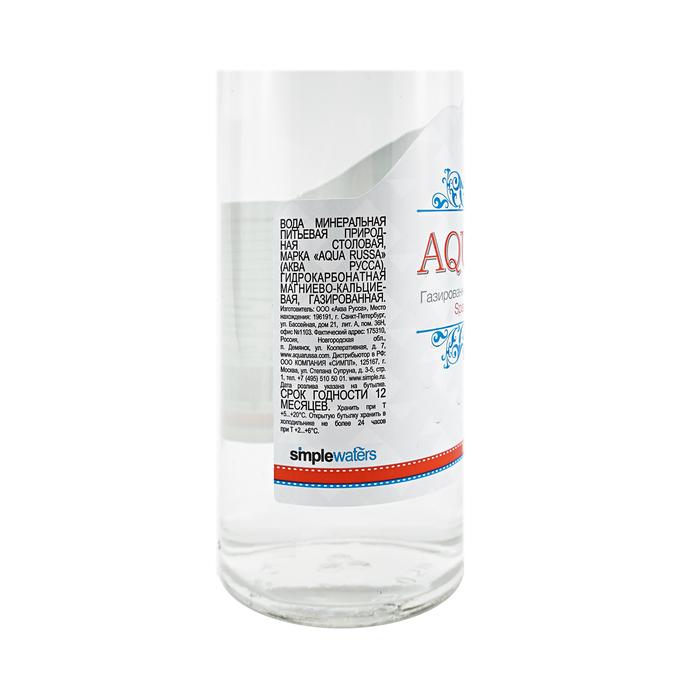 ВОДА МИНЕРАЛЬНАЯ
ПИТЬЕВАЯ ПРИРОД-
НАЯ СТОЛОВАЯ,
МАРКА «AQUA RUSSA»
(АКВА РУССА),
ГИДРОКАРБОНАТНАЯ
МАГНИЕВО-КАЛЬЦИЕ-
ВАЯ, ГАЗИРОВАННАЯ.
Изготовитель: ООО «Аква Русса», Место
нахождения: 196191, г. Санкт-Петербург,
ул. Бассейная, дом 21, лит. А, пом. 36Н,
офис №1103. Фактический адрес: 175310,
Россия, Новгородская обл.,
п. Демянск, ул. Кооперативная, д. 7,
www.aquarussa.com. Дистрибьютор в РФ:
ООО КОМПАНИЯ «СИМПЛ», 125167, г.
Москва, ул. Степана Супруна, д. 3-5, стр.
1, тел. +7 (495) 510 50 01. www.simple.ru.
Дата розлива указана на бутылке.
СРОК ГОДНОСТИ 12
МЕСЯЦЕВ. Хранить при Т
+5...+20°С. Открытую бутылку хранить в
холодильнике не более 24 часов
при Т +2...+6°С.
simplewaters
AQU
Газированн
Spa